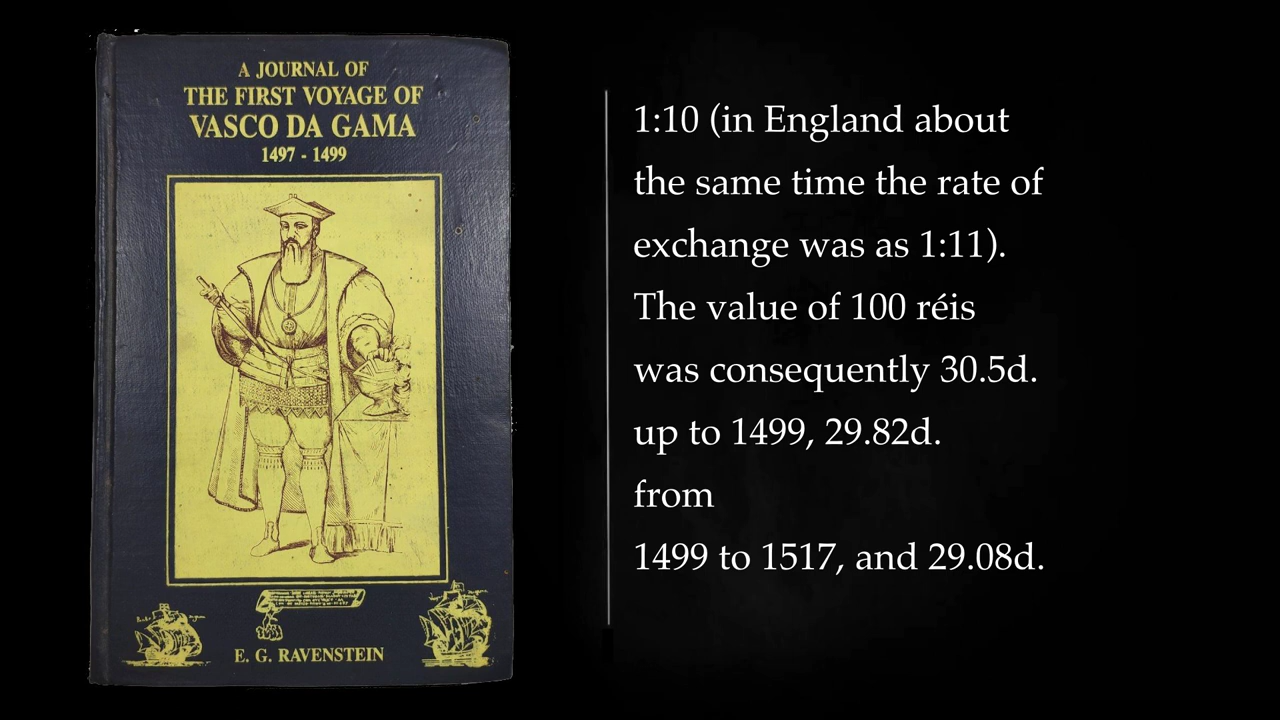 A JOURNAL OF
THE FIRST VOYAGE OF
VASCO DA GAMA
1497 - 1499
E. G. RAVENSTEIN
1:10 (in England about
the same time the rate of
exchange was as 1:11).
The value of 100 réis
was consequently 30.5d.
up to 1499, 29.82d.
from
1499 to 1517, and 29.08d.